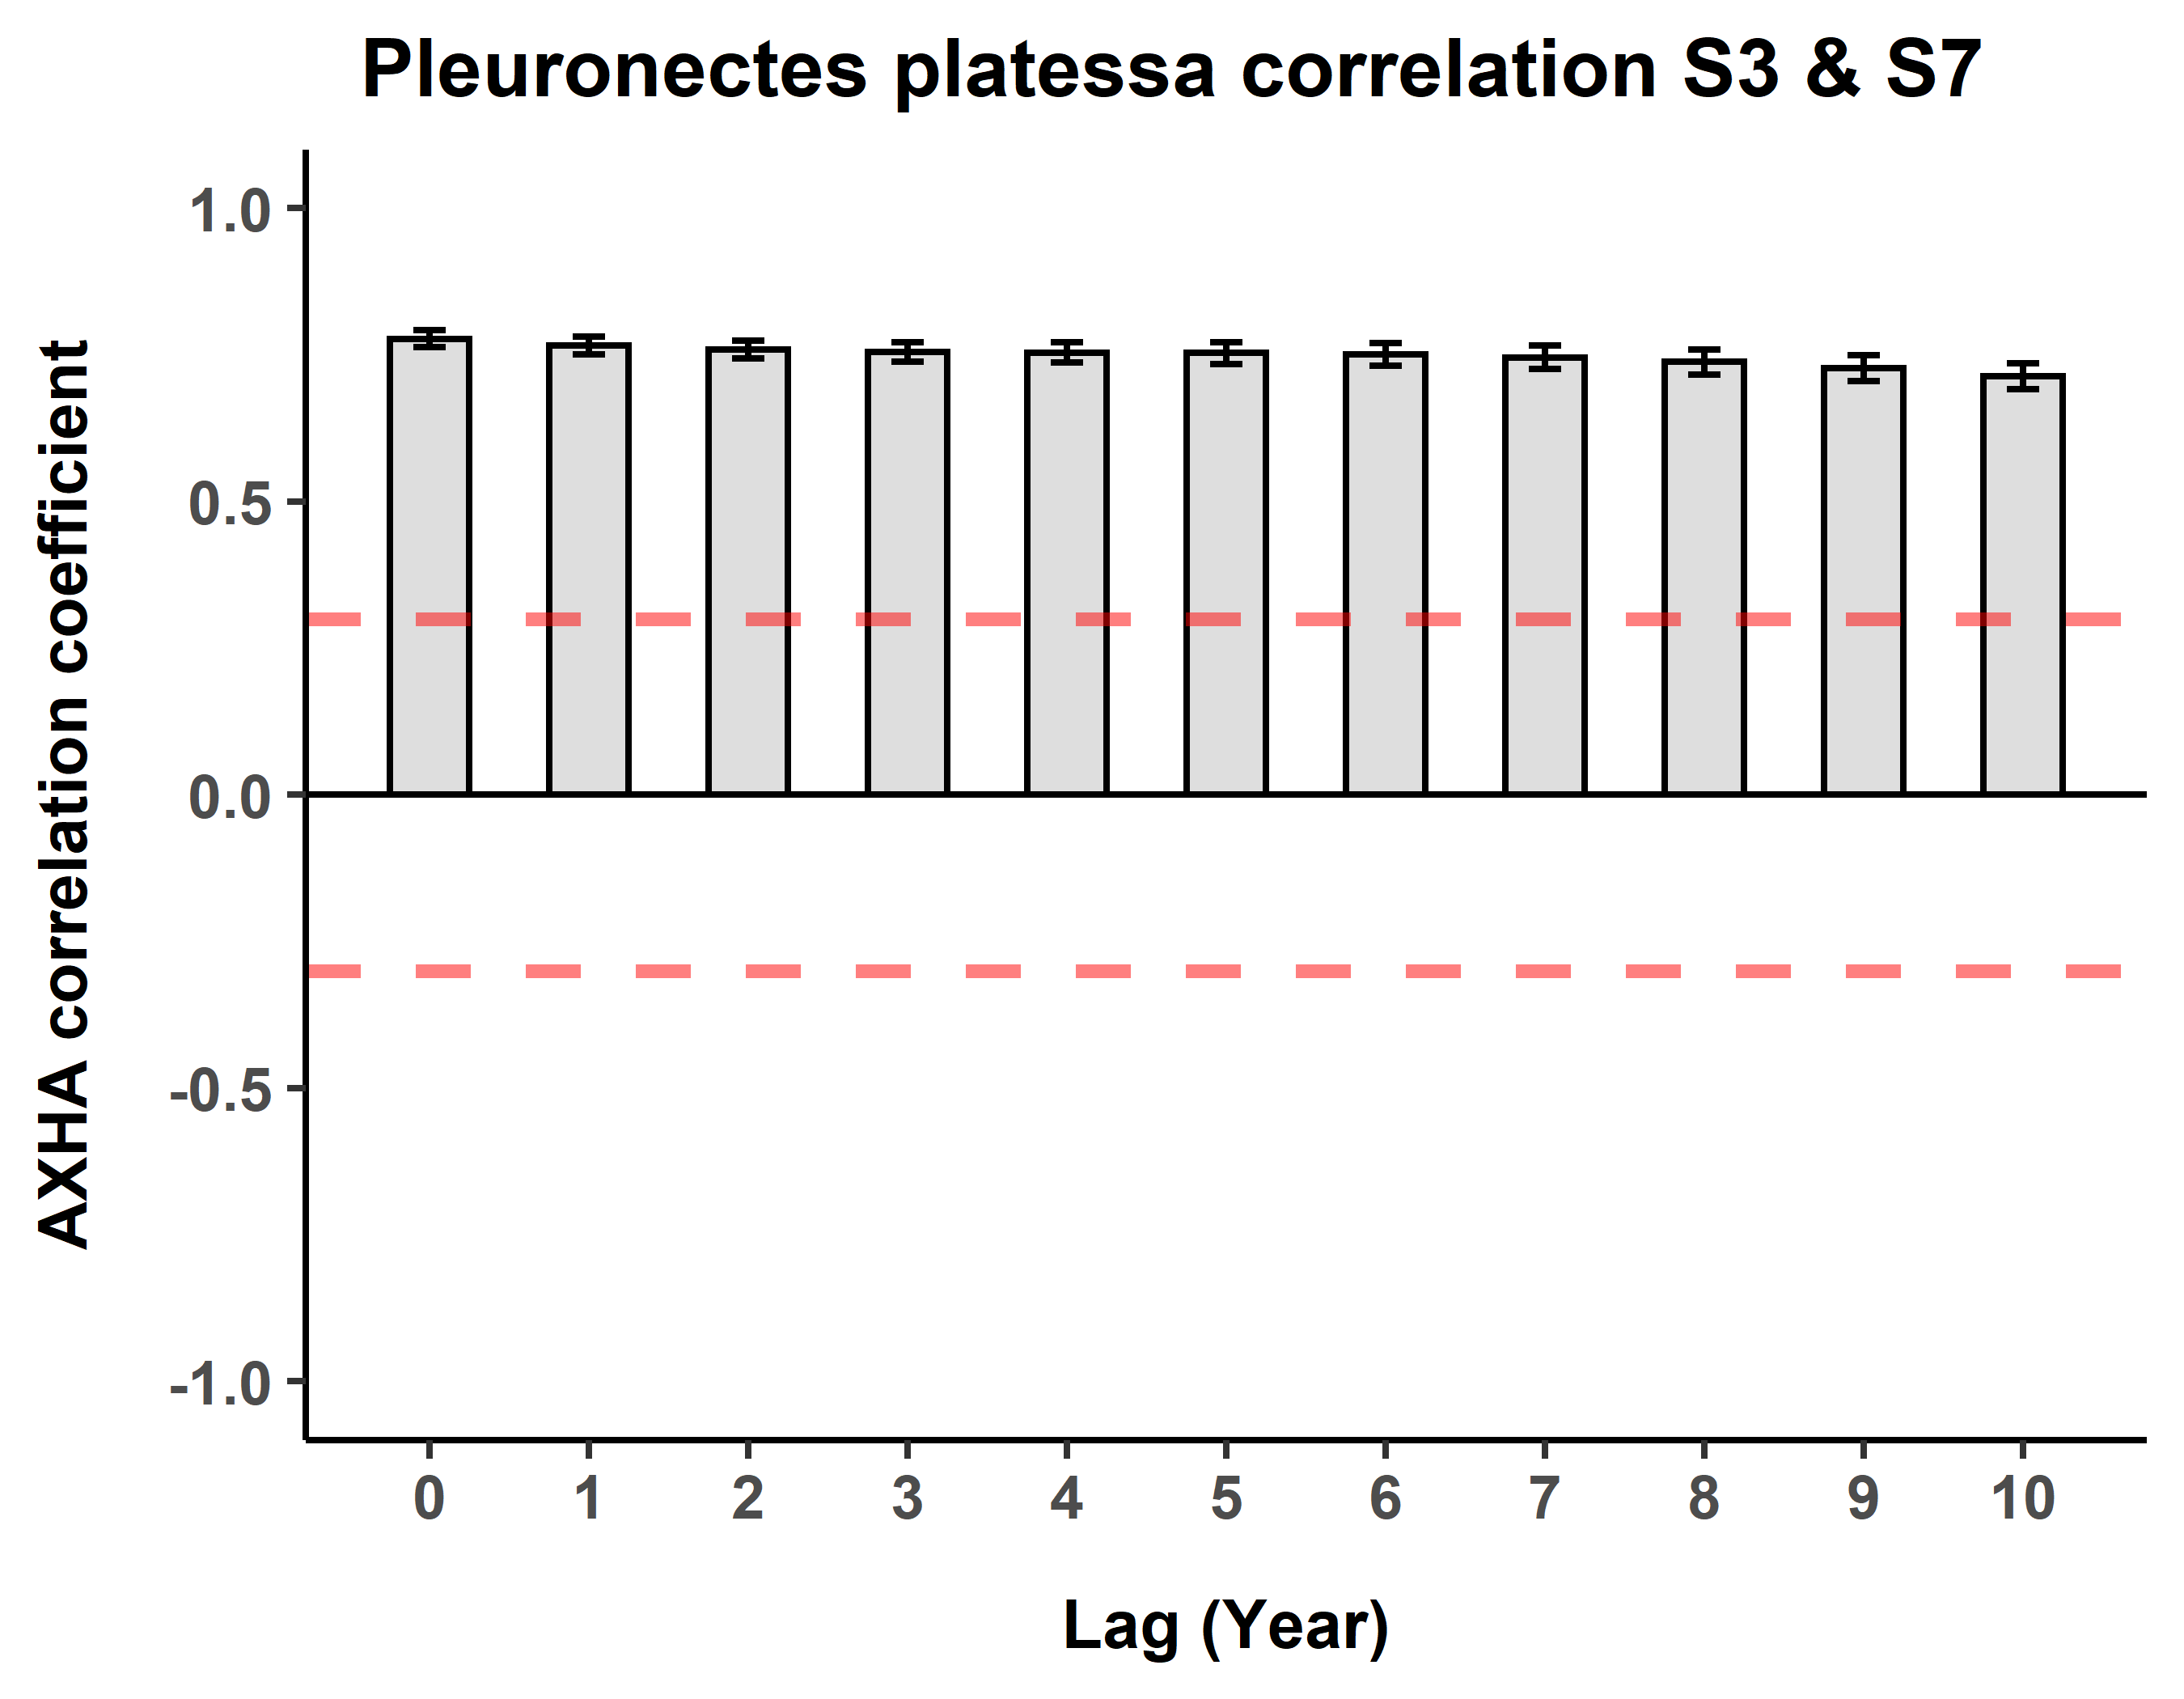 Pleuronectes platessa correlation S3 & S7
AXHA correlation coefficient
1.0
0.5
0.0
-0.5
-1.0
0 1 2 3 4 5 6 7 8 9 10
Lag (Year)